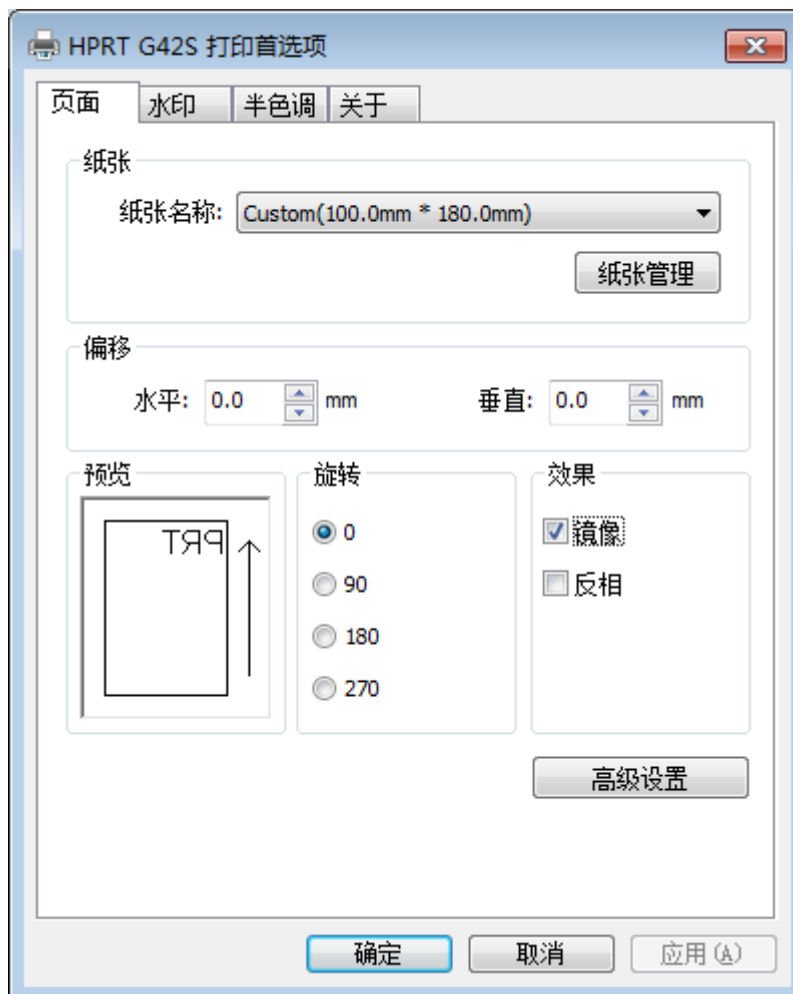 HPRT G42S 打印首选项
页面 水印 半色调 关于
纸张
纸张名称: Custom(100.0mm * 180.0mm)
纸张管理
偏移
水平: 0.0 mm 垂直: 0.0 mm
预览 旋转 效果
PRT 0 镜像
90 反相
180
270
高级设置
确定 取消 应用(A)